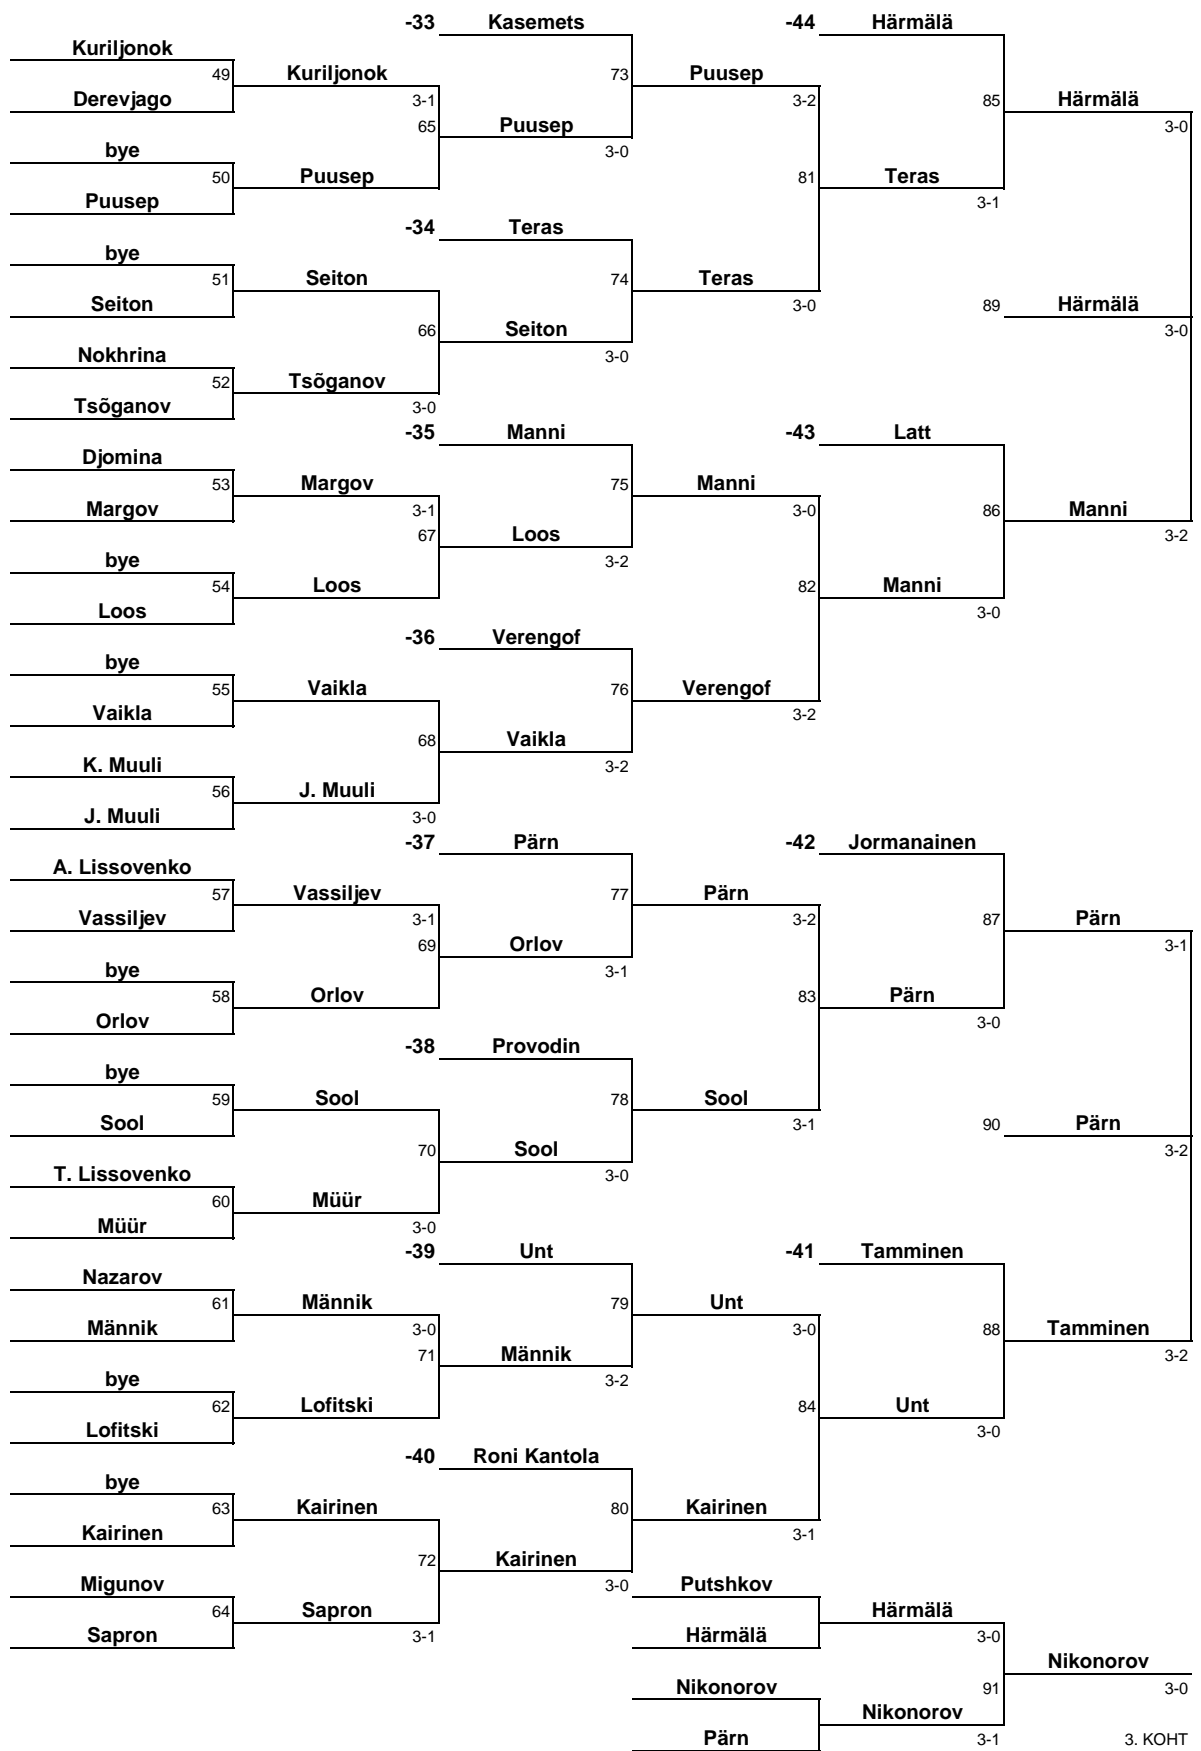 -33 Kasemets -44 Härmälä
Kuriljonok
49 Kuriljonok 73 Puusep
Derevjago 3-1 3-2 85 Härmälä
65 Puusep 3-0
bye 3-0
50 Puusep 81 Teras
Puusep 3-1
-34 Teras
bye
51 Seiton 74 Teras
Seiton 3-0 89 Härmälä
66 Seiton 3-0
Nokhrina 3-0
52 Tsõganov
Tsõganov 3-0
-35 Manni -43 Latt
Djomina
53 Margov 75 Manni
Margov 3-1 3-0 86 Manni
67 Loos 3-2
bye 3-2
54 Loos 82 Manni
Loos 3-0
-36 Verengof
bye
55 Vaikla 76 Verengof
Vaikla 3-2
68 Vaikla
K. Muuli 3-2
56 J. Muuli
J. Muuli 3-0
-37 Pärn -42 Jormanainen
A. Lissovenko
57 Vassiljev 77 Pärn
Vassiljev 3-1 3-2 87 Pärn
69 Orlov 3-1
bye 3-1
58 Orlov 83 Pärn
Orlov 3-0
-38 Provodin
bye
59 Sool 78 Sool
Sool 3-1 90 Pärn
70 Sool 3-2
T. Lissovenko 3-0
60 Müür
Müür 3-0
-39 Unt -41 Tamminen
Nazarov
61 Männik 79 Unt
Männik 3-0 3-0 88 Tamminen
71 Männik 3-2
bye 3-2
62 Lofitski 84 Unt
Lofitski 3-0
-40 Roni Kantola
bye
63 Kairinen 80 Kairinen
Kairinen 3-1
72 Kairinen
Migunov 3-0 Putshkov
64 Sapron Härmälä
Sapron 3-1 Härmälä 3-0
Nikonorov
Nikonorov 91 3-0
Nikonorov
Pärn 3-1 3. KOHT